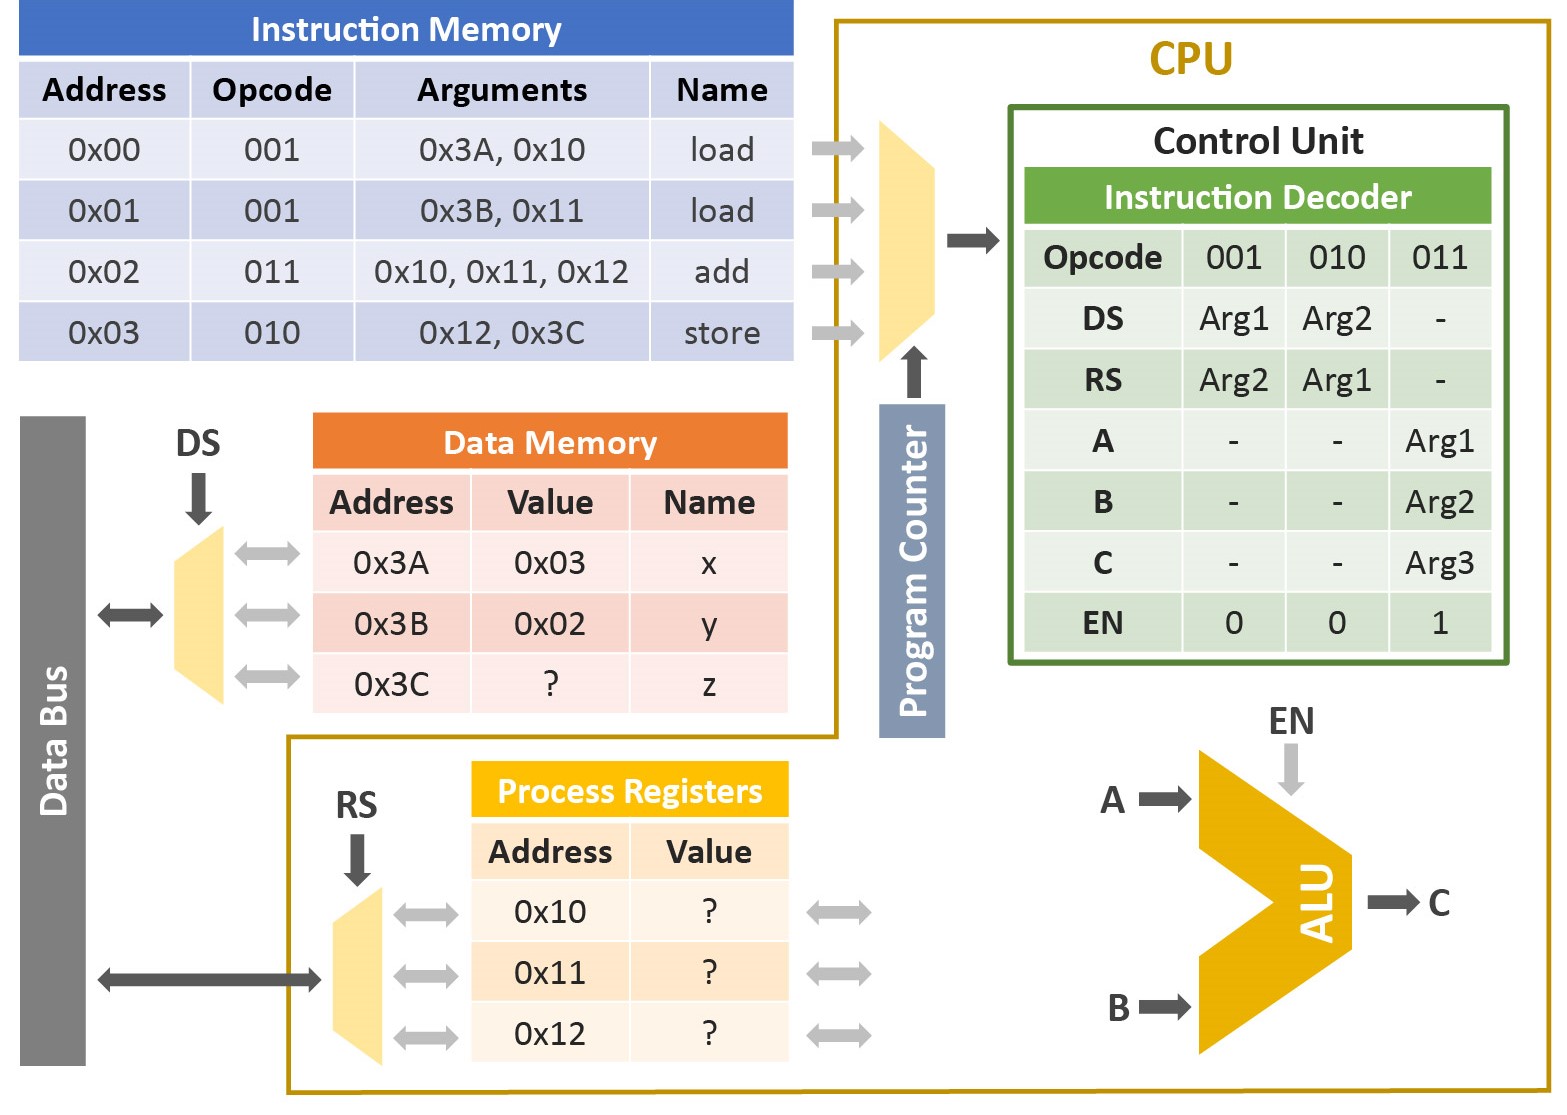 Instruction Memory
Address Opcode Arguments Name
0x00 001 0x3A, 0x10 load
0x01 001 0x3B, 0x11 load
0x02 011 0x10, 0x11, 0x12 add
0x03 010 0x12, 0x3C store
CPU
Control Unit
Instruction Decoder
Opcode 001 010 011
DS Arg1 Arg2 -
RS Arg2 Arg1 -
A - - Arg1
B - - Arg2
C - - Arg3
EN 0 0 1
Program Counter
Data Bus
DS
Data Memory
Address Value Name
0x3A 0x03 x
0x3B 0x02 y
0x3C ? z
RS
Process Registers
Address Value
0x10 ?
0x11 ?
0x12 ?
EN
A
ALU
C
B